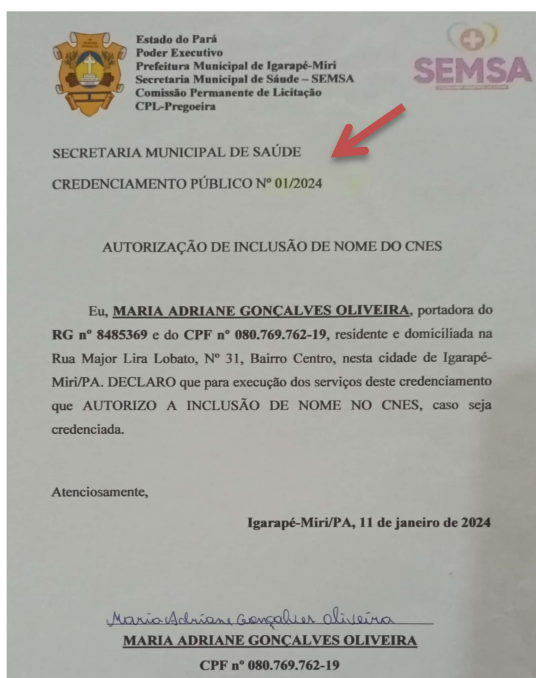 Estado do Pará
Poder Executivo
Prefeitura Municipal de Igarapé-Miri
Secretaria Municipal de Sáude – SEMSA
Comissão Permanente de Licitação
CPL-Pregoeira
SEMSA
SECRETARIA MUNICIPAL DE SAÚDE
CREDENCIAMENTO PÚBLICO Nº 01/2024
AUTORIZAÇÃO DE INCLUSÃO DE NOME DO CNES
Eu, MARIA ADRIANE GONÇALVES OLIVEIRA, portadora do
RG nº 8485369 e do CPF nº 080.769.762-19, residente e domiciliada na
Rua Major Lira Lobato, Nº 31, Bairro Centro, nesta cidade de Igarapé-
Miri/PA. DECLARO que para execução dos serviços deste credenciamento
que AUTORIZO A INCLUSÃO DE NOME NO CNES, caso seja
credenciada.
Atenciosamente,
Igarapé-Miri/PA, 11 de janeiro de 2024
Maria Adriane Gonçalves Oliveira
MARIA ADRIANE GONÇALVES OLIVEIRA
CPF nº 080.769.762-19